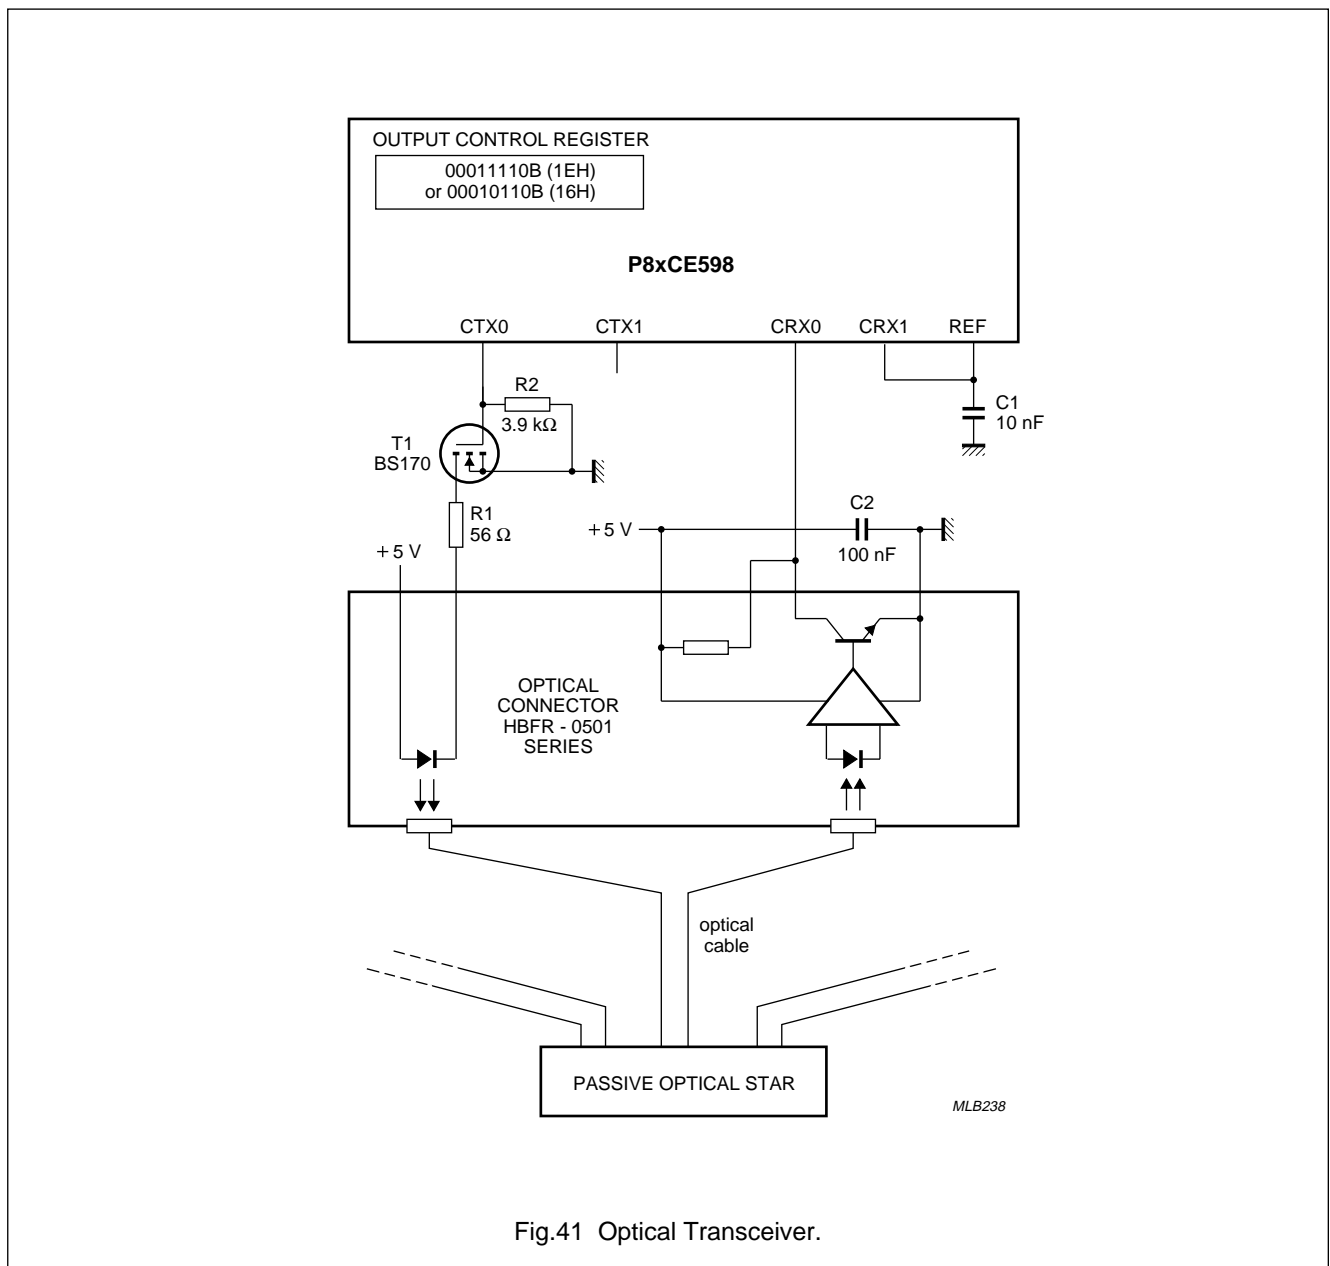 OUTPUT CONTROL REGISTER
00011110B (1EH)
or 00010110B (16H)
P8xCE598
CTX0
CTX1
CRX0
CRX1
REF
R2
3.9 kΩ
T1
BS170
C1
10 nF
R1
56 Ω
+5 V
+5 V
C2
100 nF
OPTICAL
CONNECTOR
HBFR - 0501
SERIES
optical
cable
PASSIVE OPTICAL STAR
MLB238
Fig.41 Optical Transceiver.